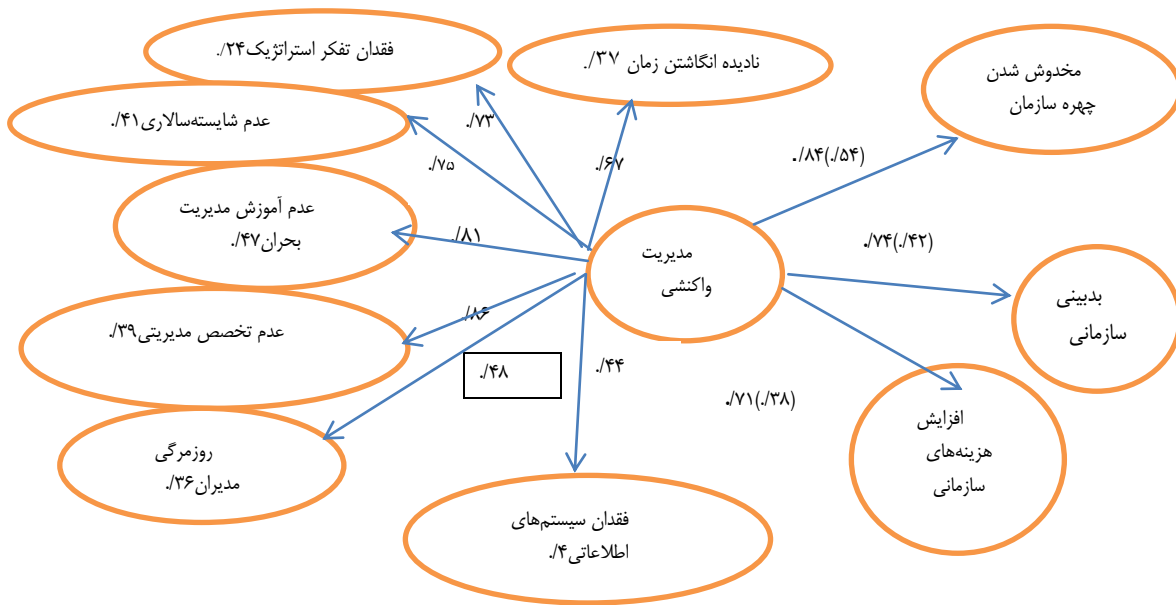 فقدان تفکر استراتژیک۲۴/.
نادیده انگاشتن زمان ۳۷/.
مخدوش شدن
چهره سازمان
عدم شایسته‌سالاری۴۱/.
۷۳/.
۷۵/.
۶۷/.
۸۴/.(۵۴/.)
عدم آموزش مدیریت
بحران۴۷/.
۸۱/.
مدیریت
واکنشی
۷۴/.(۴۲/.)
بدبینی
سازمانی
عدم تخصص مدیریتی۳۹/.
۸۶/.
۴۸/.
۴۴/.
۷۱/.(۳۸/.)
افزایش
هزینه‌های
سازمانی
روزمرگی
مدیران۳۶/.
فقدان سیستم‌های
اطلاعاتی۴/.